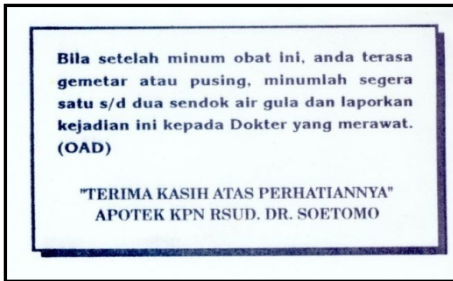 Bila setelah minum obat ini, anda terasa
gemetar atau pusing, minumlah segera
satu s/d dua sendok air gula dan laporkan
kejadian ini kepada Dokter yang merawat.
(OAD)
"TERIMA KASIH ATAS PERHATIANNYA"
APOTEK KPN RSUD. DR. SOETOMO